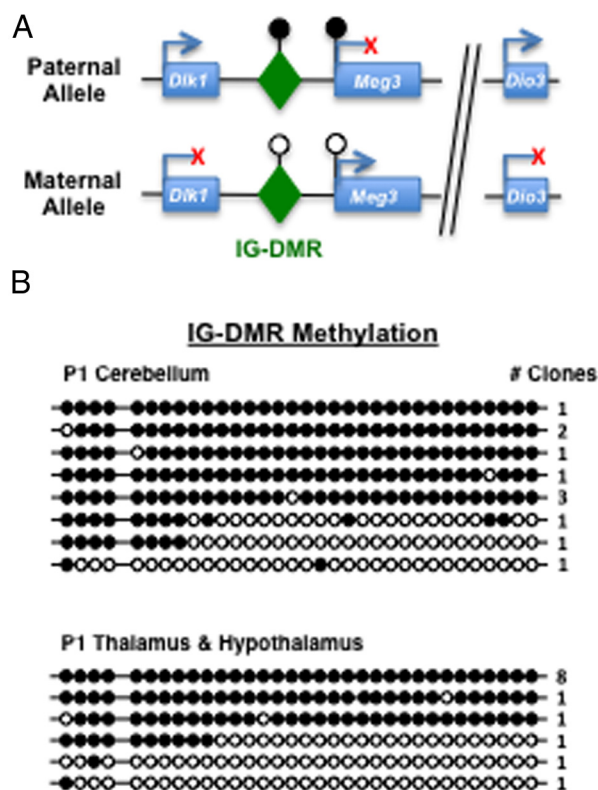 A
Paternal Allele
Dlk1
Meg3
X
Dio3
Maternal Allele
X
Dlk1
Meg3
X
Dio3
IG-DMR
B
IG-DMR Methylation
P1 Cerebellum # Clones
1
2
1
1
3
1
1
1
P1 Thalamus & Hypothalamus
8
1
1
1
1
1